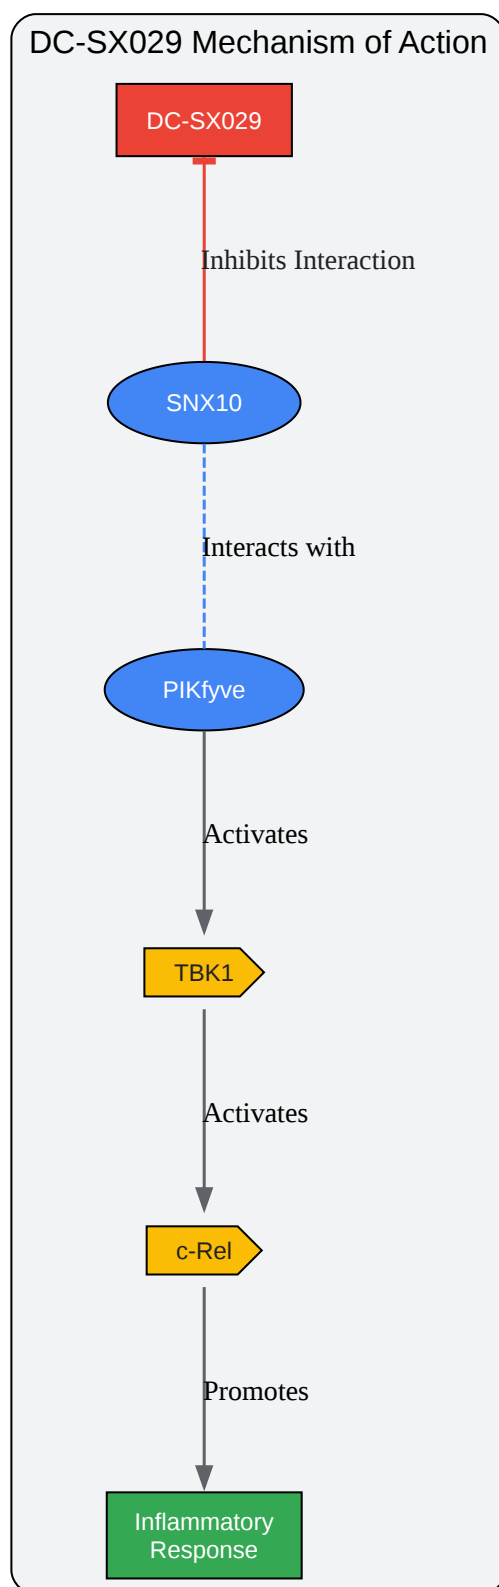 DC-SX029 Mechanism of Action
DC-SX029
Inhibits Interaction
SNX10
Interacts with
PIKfyve
Activates
TBK1
Activates
c-Rel
Promotes
Inflammatory
Response